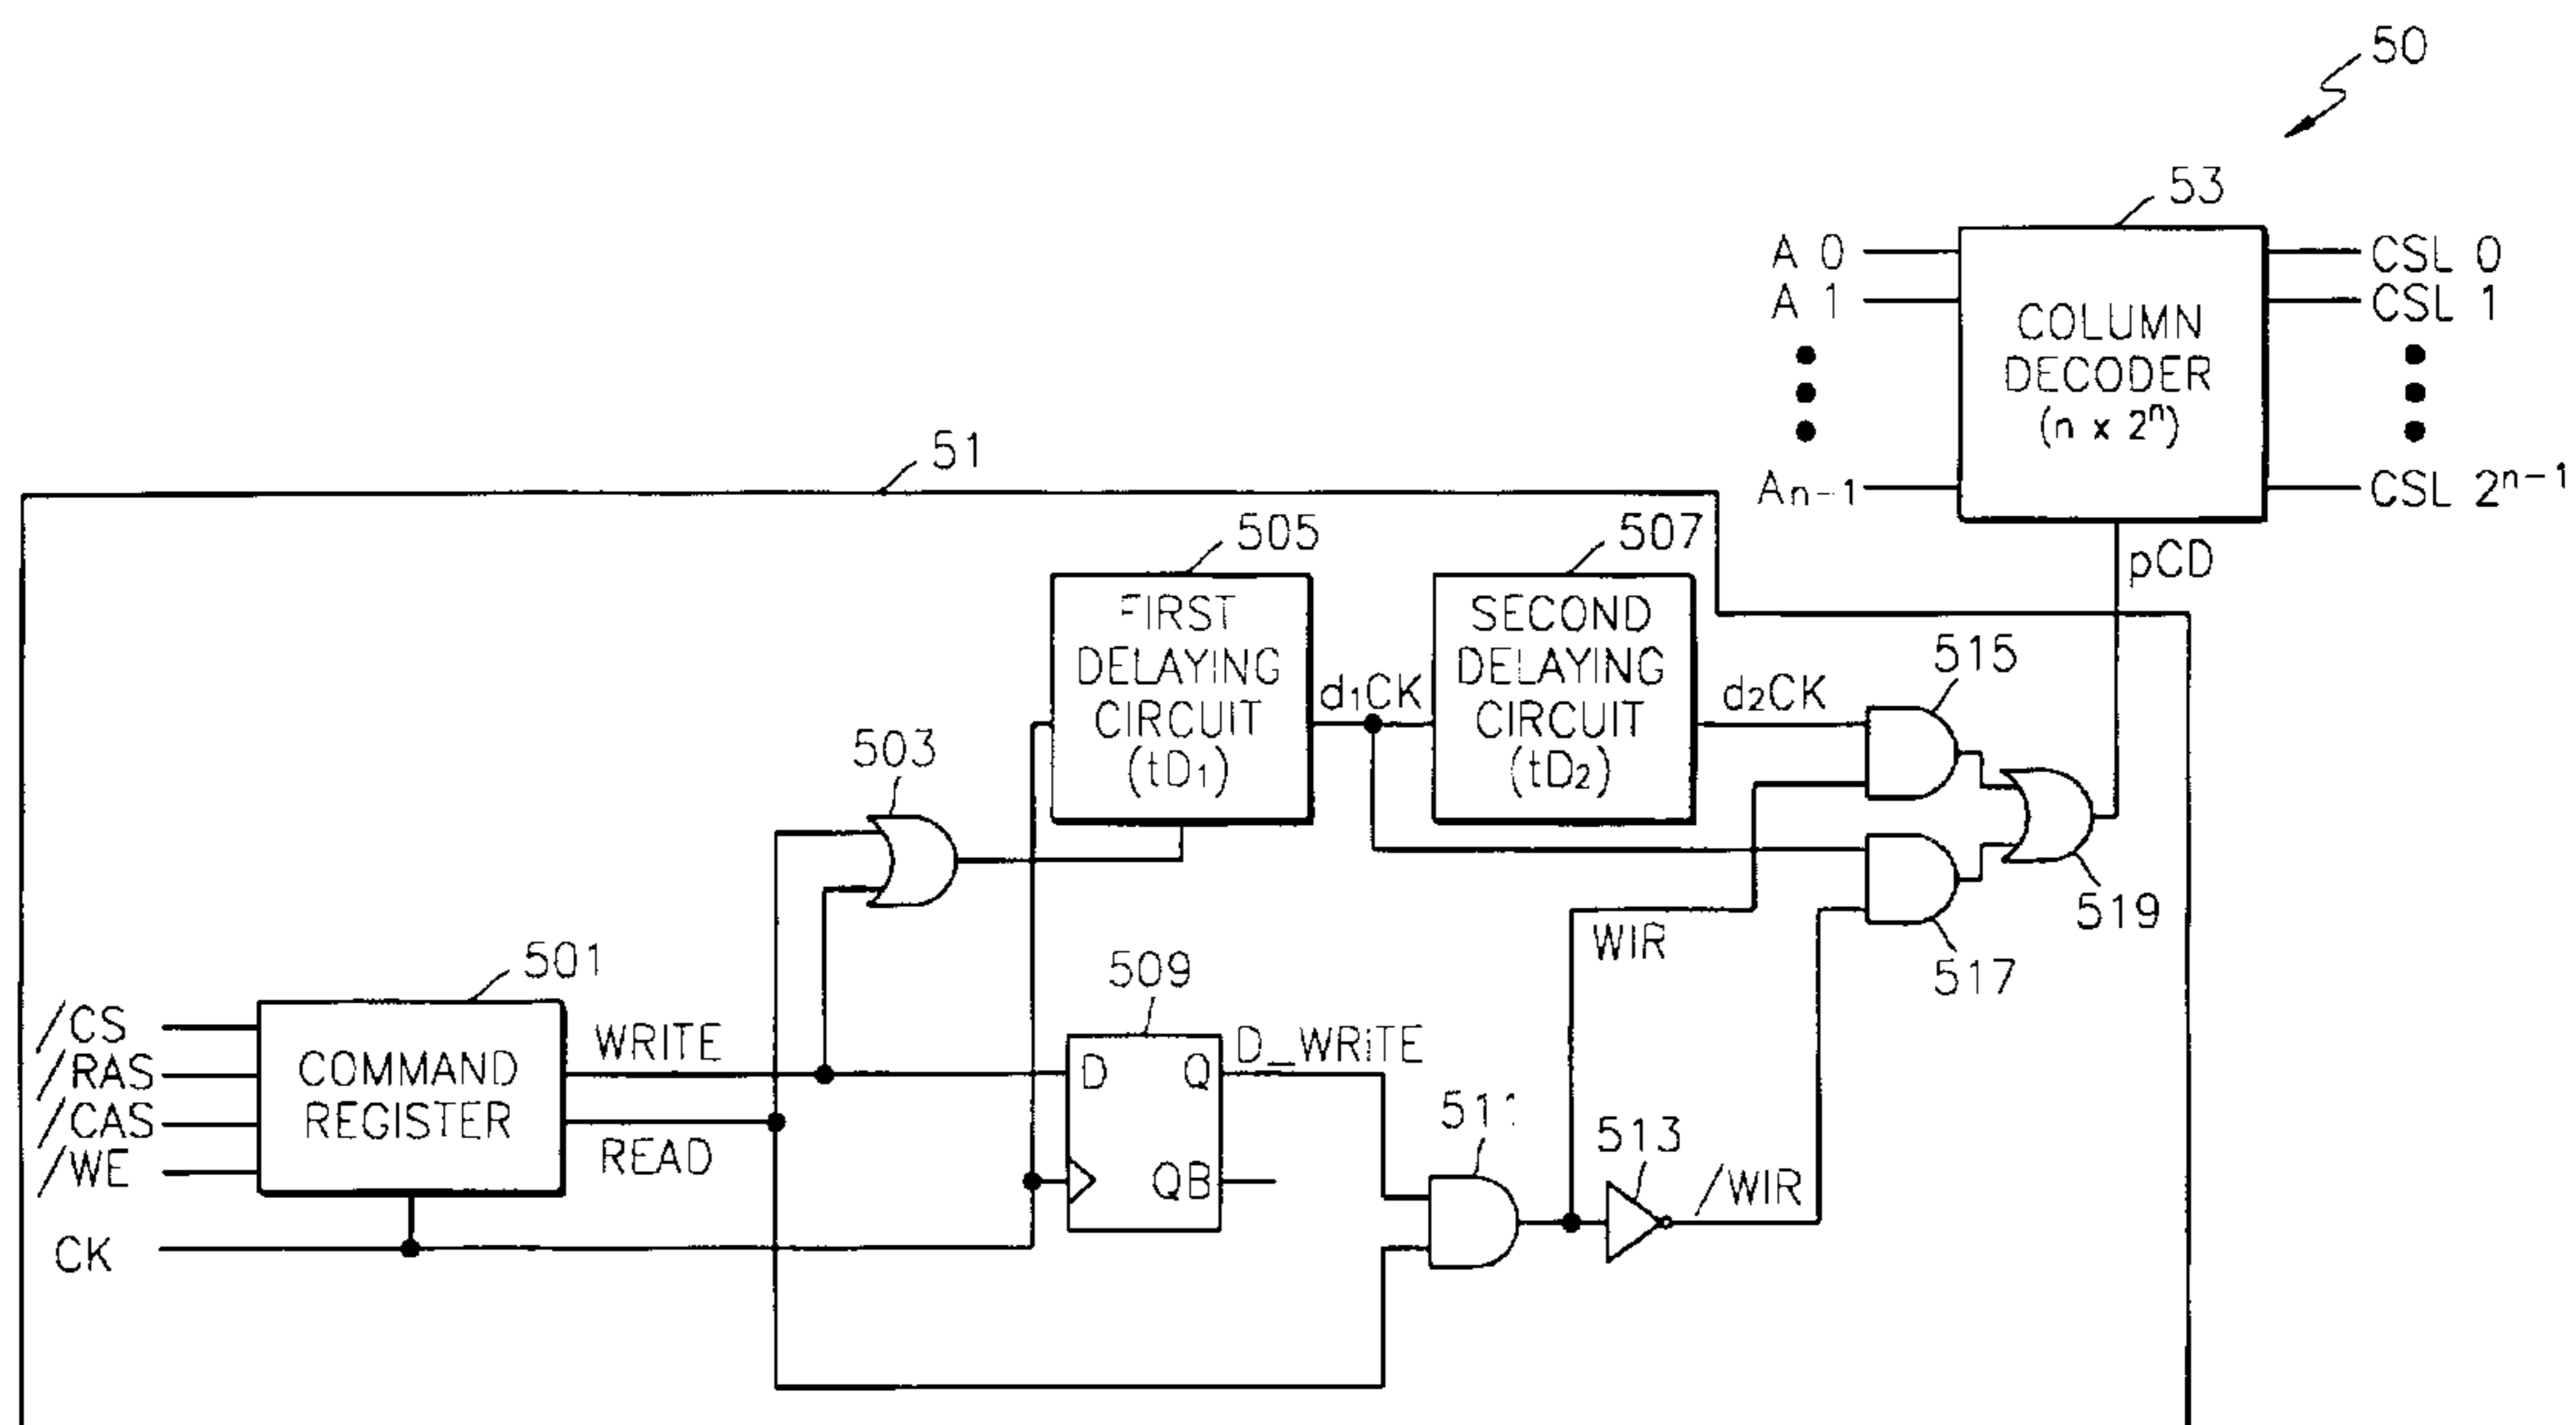 50
53
A 0
CSL 0
A 1
CSL 1
COLUMN
DECODER
(n x 2ⁿ)
An-1
CSL 2ⁿ⁻¹
pCD
51
505
507
FIRST
DELAYING
CIRCUIT
(tD₁)
d₁CK
SECOND
DELAYING
CIRCUIT
(tD₂)
d₂CK
515
503
519
517
WIR
501
509
/CS
/RAS
/CAS
/WE
CK
COMMAND
REGISTER
WRITE
READ
D
Q
QB
D_WRITE
513
/WIR